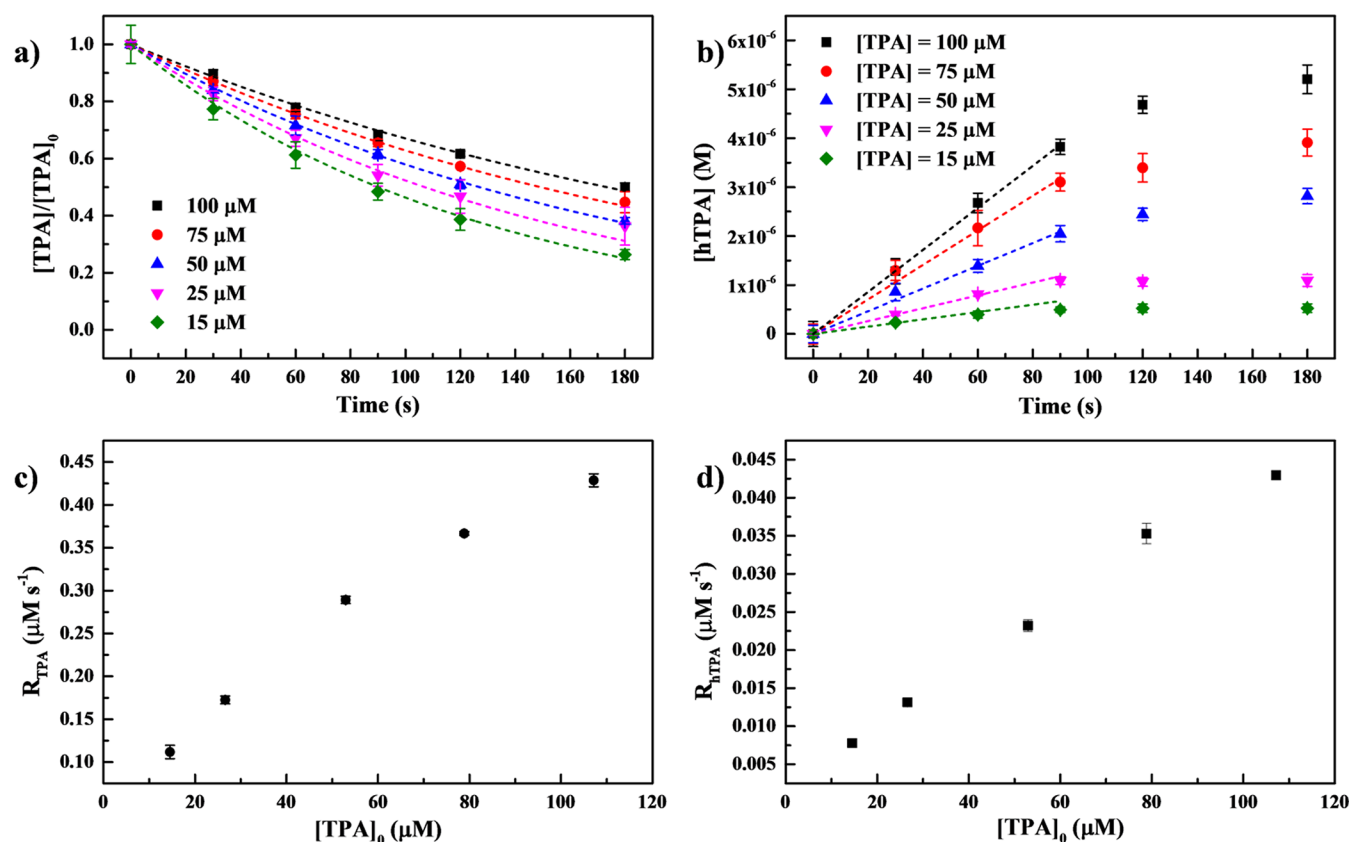 a)
1.0
0.8
0.6
0.4
0.2
0.0
[TPA]/[TPA]₀
100 μM
75 μM
50 μM
25 μM
15 μM
0 20 40 60 80 100 120 140 160 180
Time (s)
b)
6x10⁻⁶
5x10⁻⁶
4x10⁻⁶
3x10⁻⁶
2x10⁻⁶
1x10⁻⁶
0
[hTPA] (M)
[TPA] = 100 μM
[TPA] = 75 μM
[TPA] = 50 μM
[TPA] = 25 μM
[TPA] = 15 μM
0 20 40 60 80 100 120 140 160 180
Time (s)
c)
0.45
0.40
0.35
0.30
0.25
0.20
0.15
0.10
R_TPA (μM s⁻¹)
0 20 40 60 80 100 120
[TPA]₀ (μM)
d)
0.045
0.040
0.035
0.030
0.025
0.020
0.015
0.010
0.005
R_hTPA (μM s⁻¹)
0 20 40 60 80 100 120
[TPA]₀ (μM)